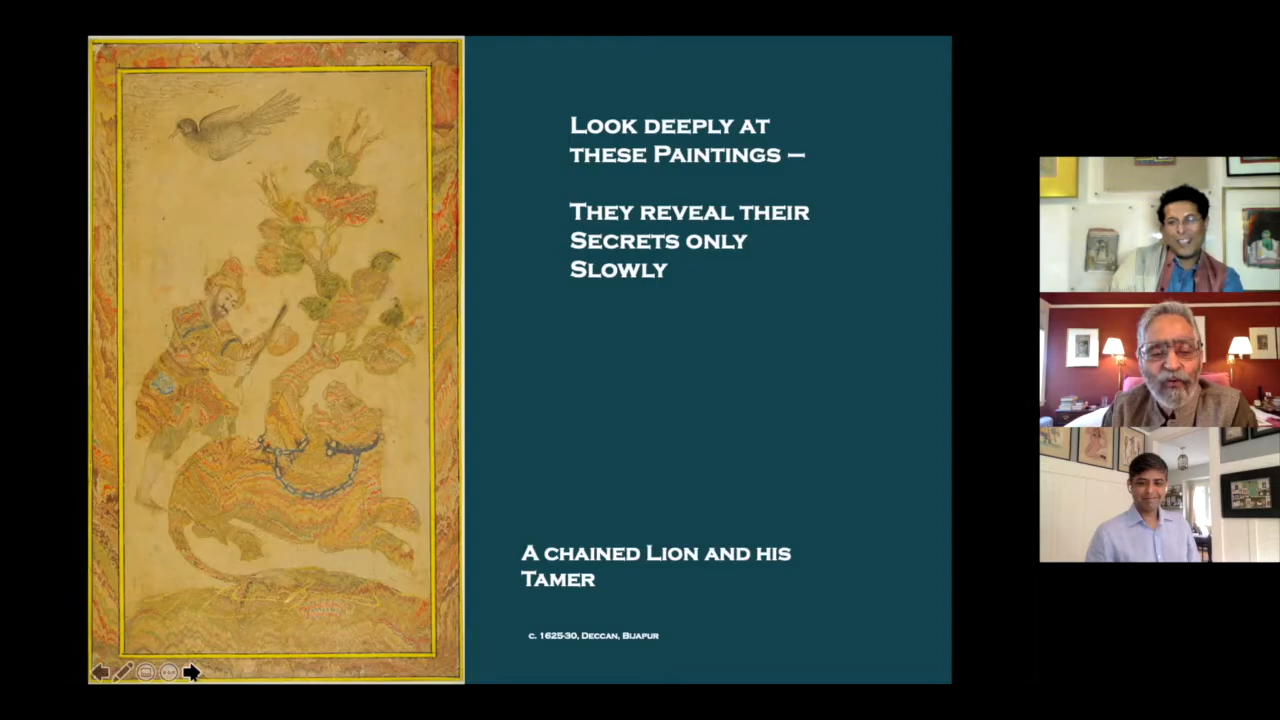 Look deeply at
these Paintings –
They reveal their
Secrets only
Slowly
A chained Lion and his
Tamer
c. 1625-30, Deccan, Bijapur